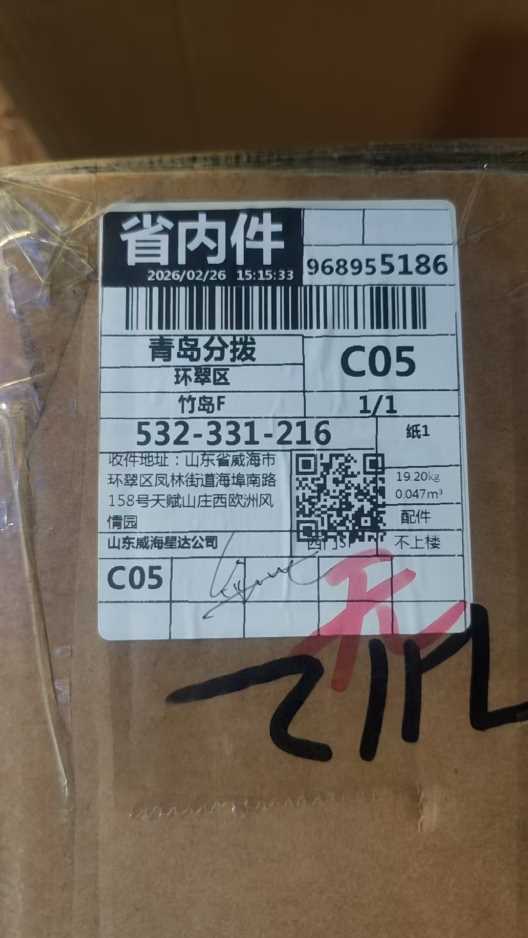 省内件
2026/02/26 15:15:33
968955186
青岛分拨
C05
环翠区
竹岛F
1/1
532-331-216
纸1
收件地址：山东省威海市
环翠区凤林街道海埠南路
158号天赋山庄西欧洲风
情园
19.20kg
0.047m³
配件
山东威海星达公司
西门SF
不上楼
C05